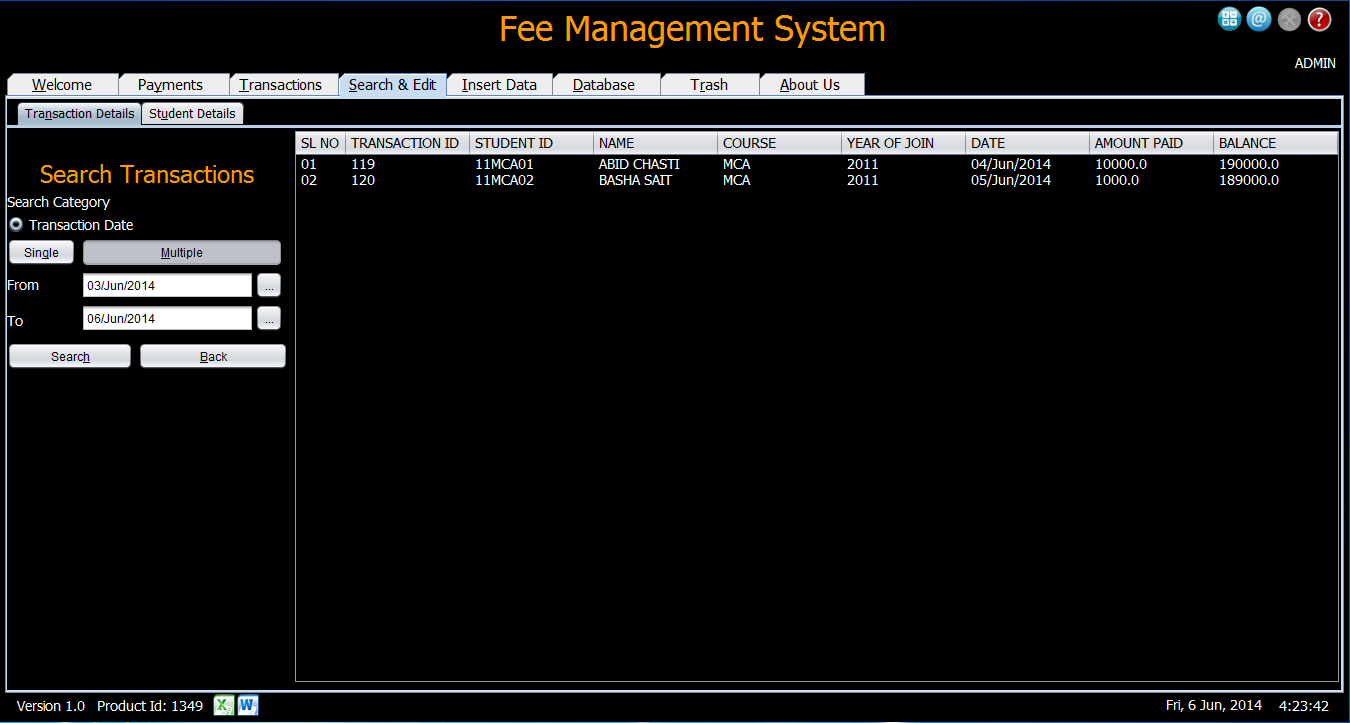 Fee Management System
ADMIN
Welcome Payments Transactions Search & Edit Insert Data Database Trash About Us
Transaction Details Student Details
SL NO TRANSACTION ID STUDENT ID NAME COURSE YEAR OF JOIN DATE AMOUNT PAID BALANCE
01 119 11MCA01 ABID CHASTI MCA 2011 04/Jun/2014 10000.0 190000.0
02 120 11MCA02 BASHA SAIT MCA 2011 05/Jun/2014 1000.0 189000.0
Search Transactions
Search Category
Transaction Date
Single Multiple
From 03/Jun/2014 ...
To 06/Jun/2014 ...
Search Back
Version 1.0 Product Id: 1349 X W Fri, 6 Jun, 2014 4:23:42